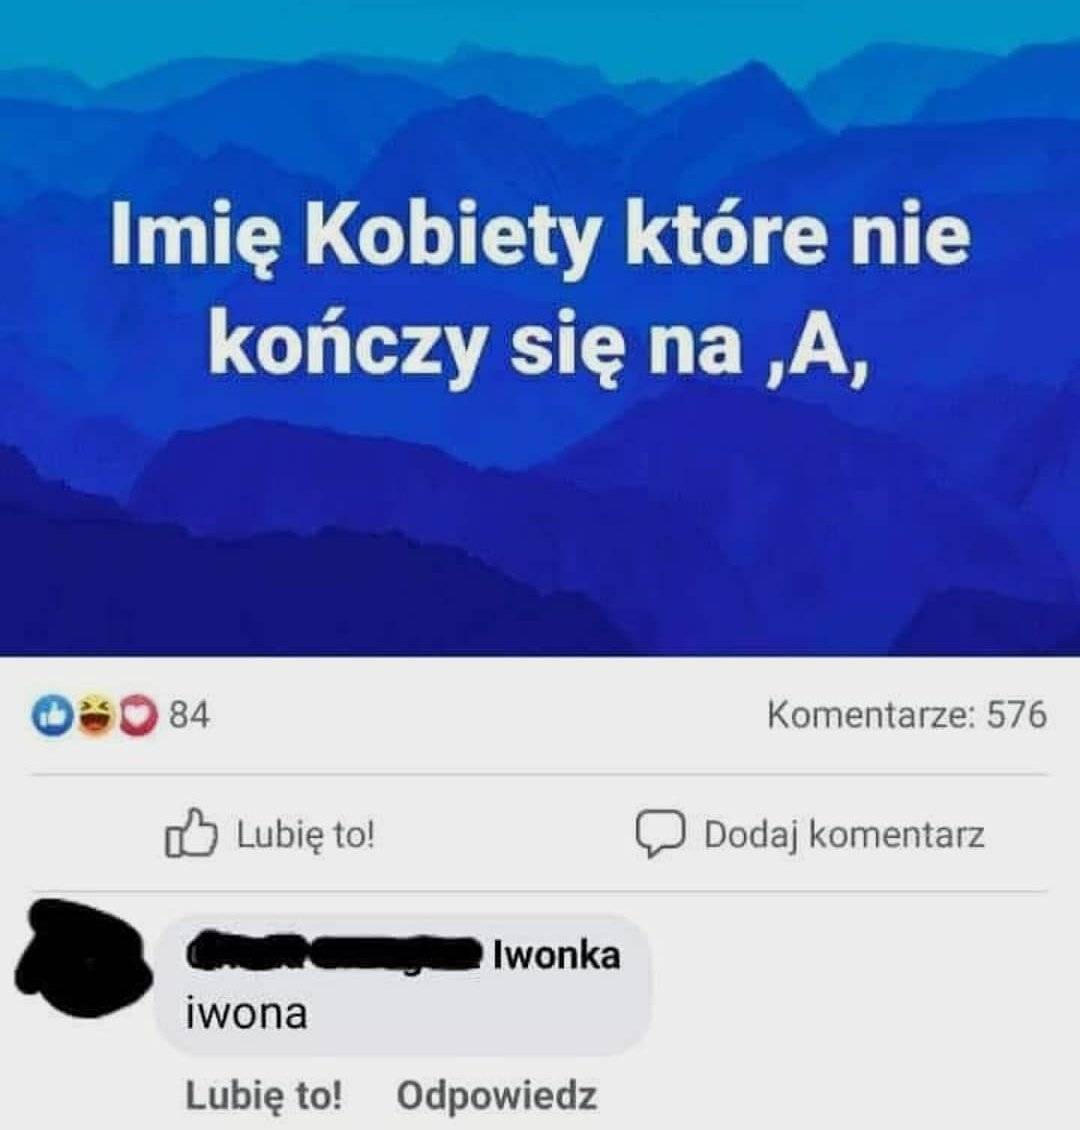 Imię Kobiety które nie
kończy się na ,A,
84
Komentarze: 576
Lubię to!
Dodaj komentarz
Iwonka
iwona
Lubię to! Odpowiedz